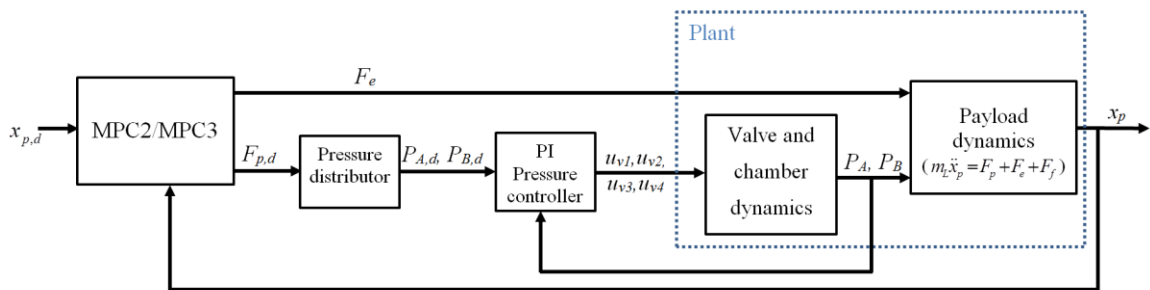 Plant
F_e
x_{p,d}
MPC2/MPC3
F_{p,d}
Pressure
distributor
P_{A,d}, P_{B,d}
PI
Pressure
controller
u_{v1}, u_{v2},
u_{v3}, u_{v4}
Valve and
chamber
dynamics
P_A, P_B
Payload
dynamics
(m_L ẍ_p = F_p + F_e + F_f)
x_p